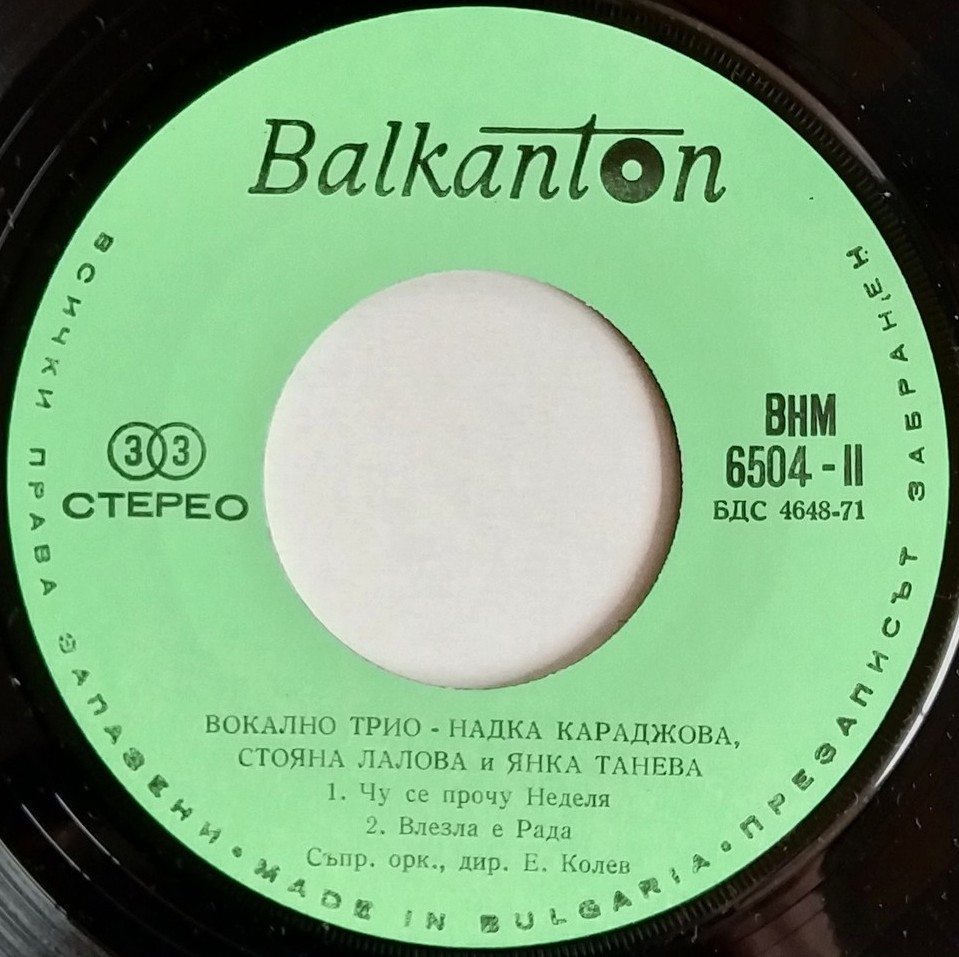 Balkanton
ВСИЧКИ ПРАВА ЗАПАЗЕНИ • MADE IN BULGARIA • ПРЕЗАПИСЪТ ЗАБРАНЕН
33
СТЕРЕО
ВНМ
6504 - II
БДС 4648-71
ВОКАЛНО ТРИО - НАДКА КАРАДЖОВА,
СТОЯНА ЛАЛОВА и ЯНКА ТАНЕВА
1. Чу се прочу Неделя
2. Влезла е Рада
Съпр. орк., дир. Е. Колев